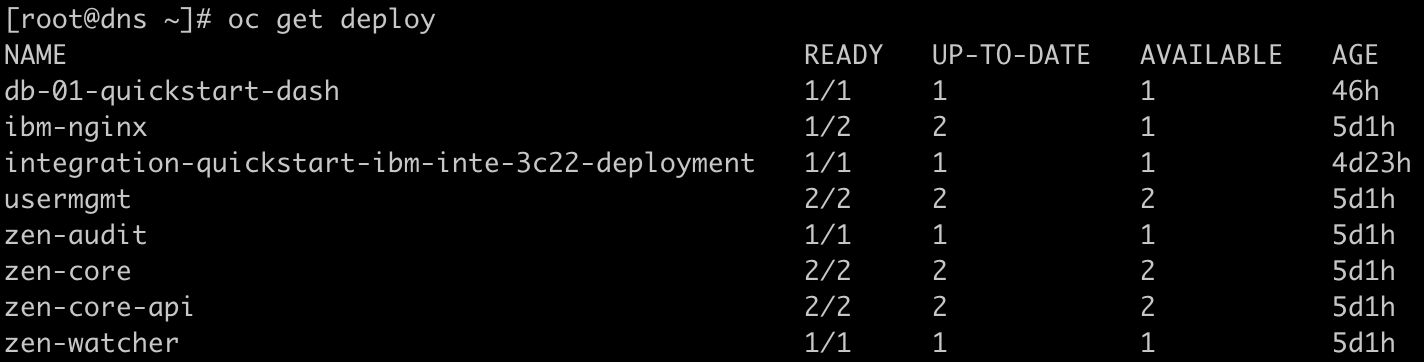 [root@dns ~]# oc get deploy
NAME READY UP-TO-DATE AVAILABLE AGE
db-01-quickstart-dash 1/1 1 1 46h
ibm-nginx 1/2 2 1 5d1h
integration-quickstart-ibm-inte-3c22-deployment 1/1 1 1 4d23h
usermgmt 2/2 2 2 5d1h
zen-audit 1/1 1 1 5d1h
zen-core 2/2 2 2 5d1h
zen-core-api 2/2 2 2 5d1h
zen-watcher 1/1 1 1 5d1h